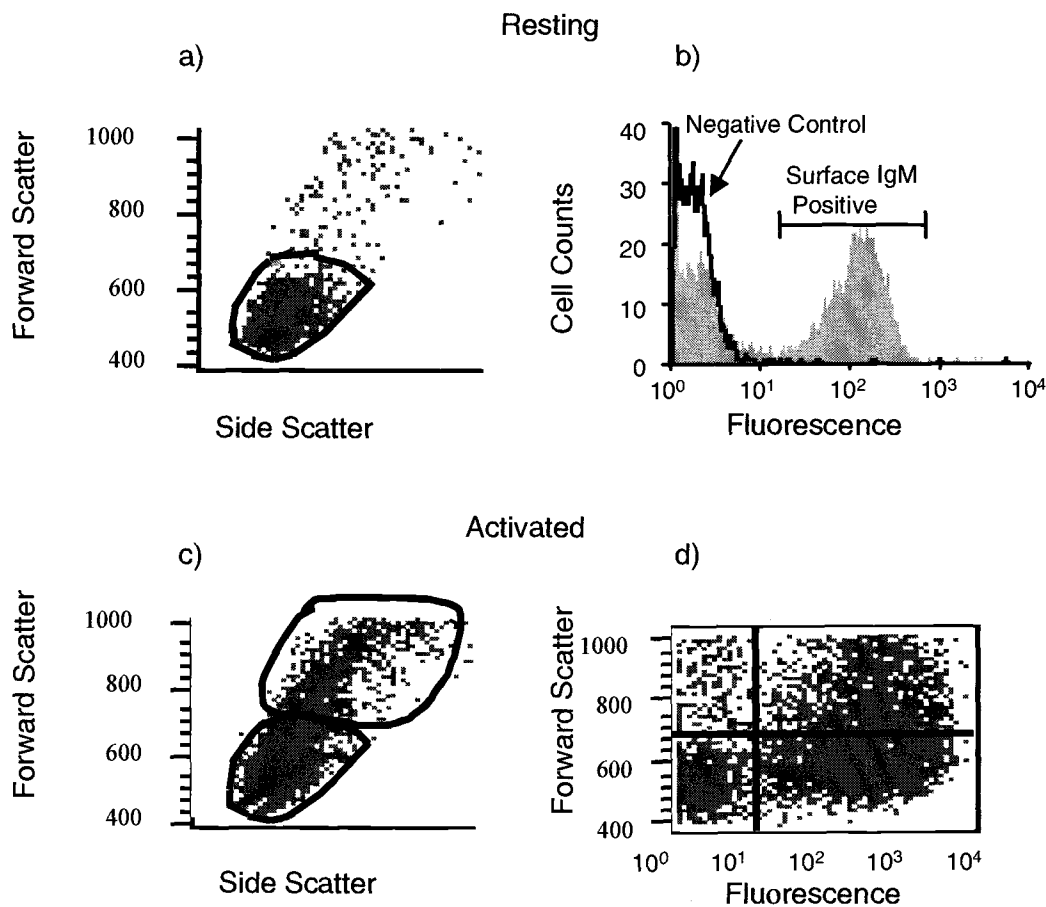 Resting
a)
Forward Scatter
1000
800
600
400
Side Scatter
b)
Cell Counts
40
30
20
10
0
Negative Control
Surface IgM
Positive
10⁰ 10¹ 10² 10³ 10⁴
Fluorescence
Activated
c)
Forward Scatter
1000
800
600
400
Side Scatter
d)
Forward Scatter
1000
800
600
400
10⁰ 10¹ 10² 10³ 10⁴
Fluorescence